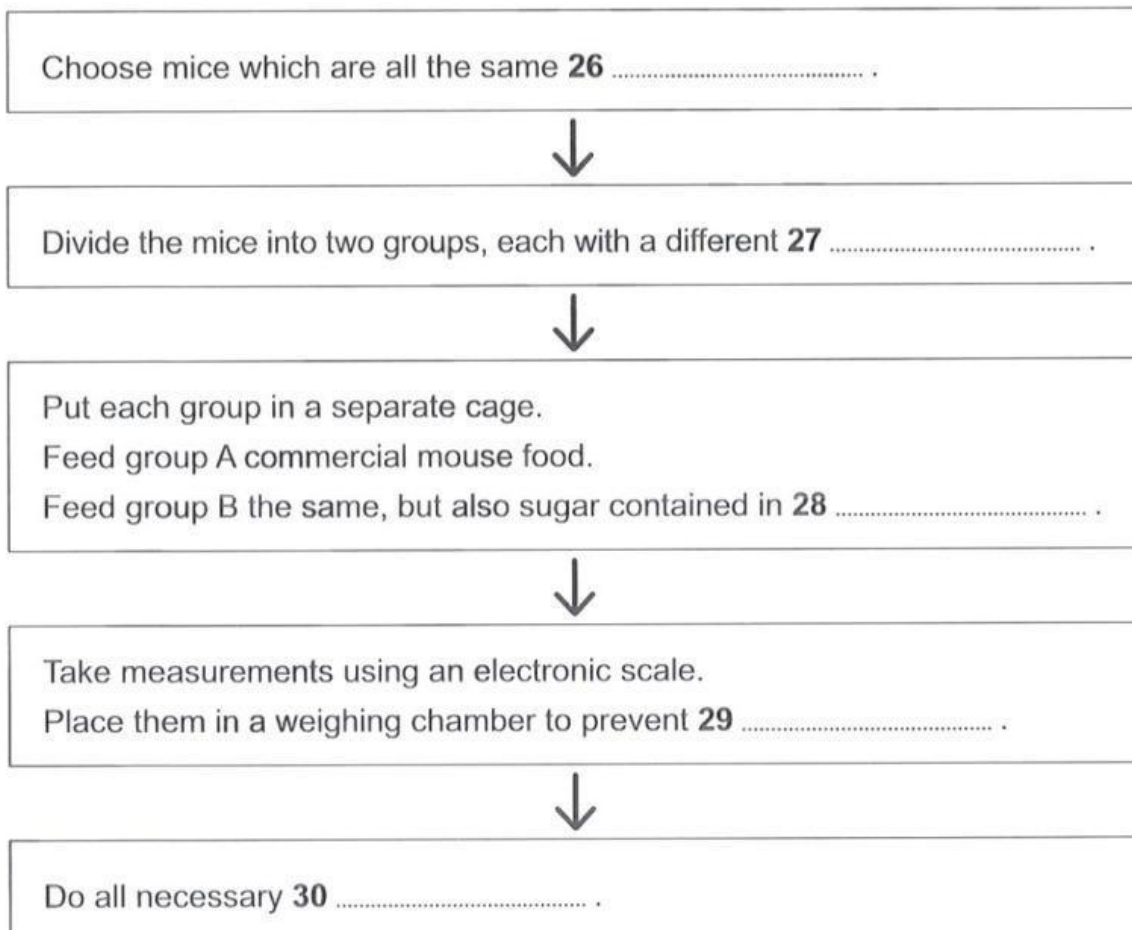 Choose mice which are all the same 26 ........................................ .
Divide the mice into two groups, each with a different 27 ........................................ .
Put each group in a separate cage.
Feed group A commercial mouse food.
Feed group B the same, but also sugar contained in 28 ........................................ .
Take measurements using an electronic scale.
Place them in a weighing chamber to prevent 29 ........................................ .
Do all necessary 30 ........................................ .